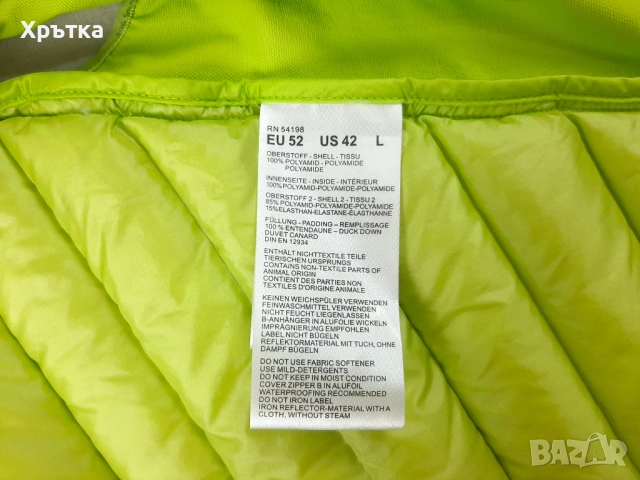 Хрътка
RN 54198
EU 52 US 42 L
OBERSTOFF - SHELL - TISSU
100% POLYAMID - POLYAMIDE
POLYAMIDE
INNENSEITE - INSIDE - INTÉRIEUR
100%POLYAMID-POLYAMIDE-POLYAMIDE
OBERSTOFF 2 - SHELL 2 - TISSU 2
85% POLYAMID-POLYAMIDE-POLYAMIDE
15%ELASTHAN-ELASTANE-ELASTHANNE
FÜLLUNG - PADDING – REMPLISSAGE
100 % ENTENDAUNE – DUCK DOWN
DUVET CANARD
DIN EN 12934
ENTHÄLT NICHTTEXTILE TEILE
TIERISCHEN URSPRUNGS
CONTAINS NON-TEXTILE PARTS OF
ANIMAL ORIGIN
CONTIENT DES PARTIES NON
TEXTILES D'ORIGINE ANIMALE
KEINEN WEICHSPÜLER VERWENDEN
FEINWASCHMITTEL VERWENDEN
NICHT FEUCHT LIEGENLASSEN
B-ANHÄNGER IN ALUFOLIE WICKELN
IMPRÄGNIERUNG EMPFOHLEN
LABEL NICHT BÜGELN
REFLEKTORMATERIAL MIT TUCH, OHNE
DAMPF BÜGELN
DO NOT USE FABRIC SOFTENER
USE MILD-DETERGENTS
DO NOT KEEP IN MOIST CONDITION
COVER ZIPPER B IN ALUFOIL
WATERPROOFING RECOMMENDED
DO NOT IRON LABEL
IRON REFLECTOR-MATERIAL WITH A
CLOTH, WITHOUT STEAM
BAZAR